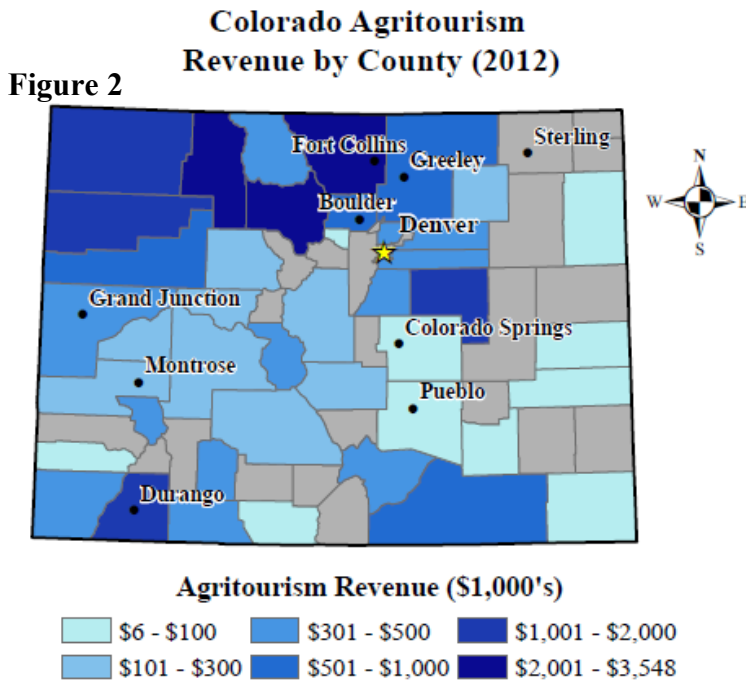 Colorado Agritourism
Revenue by County (2012)
Figure 2
Fort Collins
Sterling
Greeley
Boulder
Denver
Grand Junction
Colorado Springs
Montrose
Pueblo
Durango
N
W E
S
Agritourism Revenue ($1,000's)
$6 - $100 $301 - $500 $1,001 - $2,000
$101 - $300 $501 - $1,000 $2,001 - $3,548